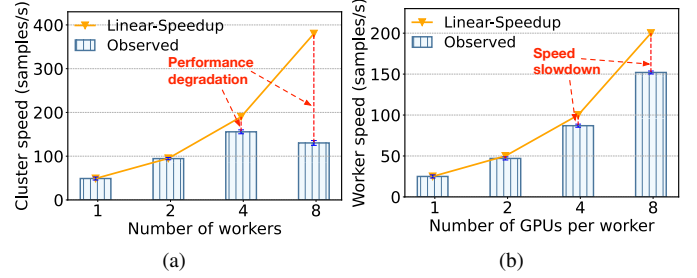 Cluster speed (samples/s)
400
300
200
100
0
Linear-Speedup
Observed
Performance
degradation
1 2 4 8
Number of workers
(a)
Worker speed (samples/s)
200
150
100
50
0
Linear-Speedup
Observed
Speed
slowdown
1 2 4 8
Number of GPUs per worker
(b)